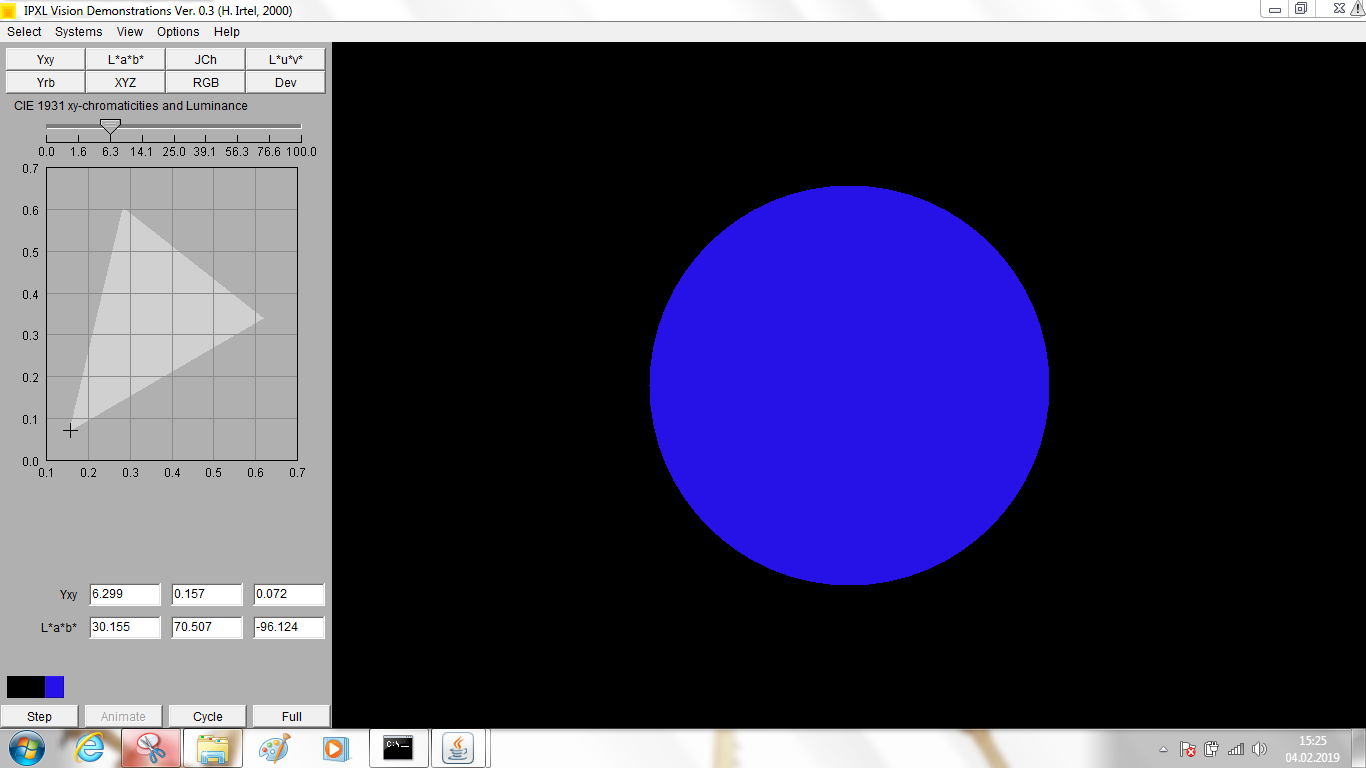 IPXL Vision Demonstrations Ver. 0.3 (H. Irtel, 2000)
Select Systems View Options Help
Yxy L*a*b* JCh L*u*v*
Yrb XYZ RGB Dev
CIE 1931 xy-chromaticities and Luminance
0.0 1.6 6.3 14.1 25.0 39.1 56.3 76.6 100.0
0.7
0.6
0.5
0.4
0.3
0.2
0.1
0.0
0.1 0.2 0.3 0.4 0.5 0.6 0.7
Yxy 6.299 0.157 0.072
L*a*b* 30.155 70.507 -96.124
Step Animate Cycle Full
C:\
15:25
04.02.2019